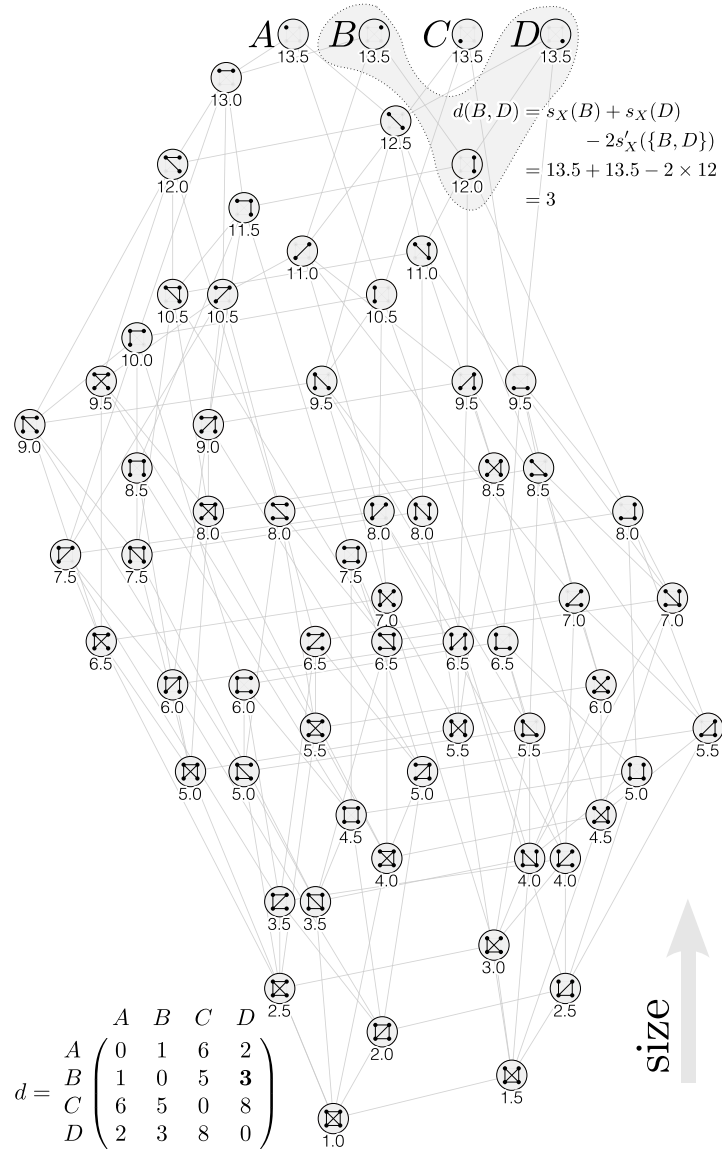 A B C D
13.5 13.5 13.5 13.5
13.0
d(B, D) = s_X(B) + s_X(D)
12.5
− 2s′_X({B, D})
12.0 12.0
= 13.5 + 13.5 − 2 × 12
= 3
11.5
11.0 11.0
10.5 10.5 10.5
10.0
9.5 9.5 9.5 9.5
9.0 9.0
8.5 8.5 8.5
8.0 8.0 8.0 8.0 8.0
7.5 7.5 7.5
7.0 7.0 7.0
6.5 6.5 6.5 6.5 6.5
6.0 6.0 6.0
5.5 5.5 5.5 5.5
5.0 5.0 5.0 5.0
4.5 4.5
4.0 4.0 4.0
3.5 3.5
3.0
2.5 2.5
2.0
1.5
1.0
size
A B C D
A 0 1 6 2
B 1 0 5 3
d =
C 6 5 0 8
D 2 3 8 0